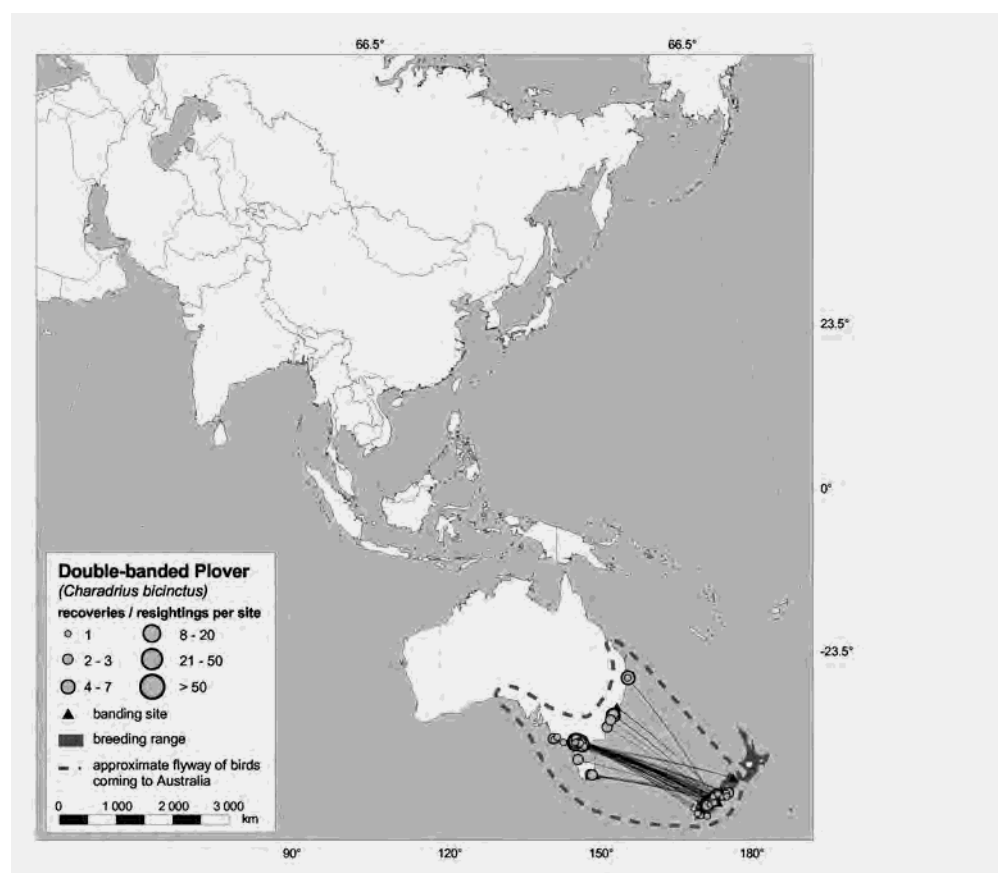 66.5° 66.5°
23.5°
0°
-23.5°
Double-banded Plover
(Charadrius bicinctus)
recoveries / resightings per site
1 8 - 20
2 - 3 21 - 50
4 - 7 > 50
banding site
breeding range
approximate flyway of birds
coming to Australia
0 1 000 2 000 3 000
km
90° 120° 150° 180°